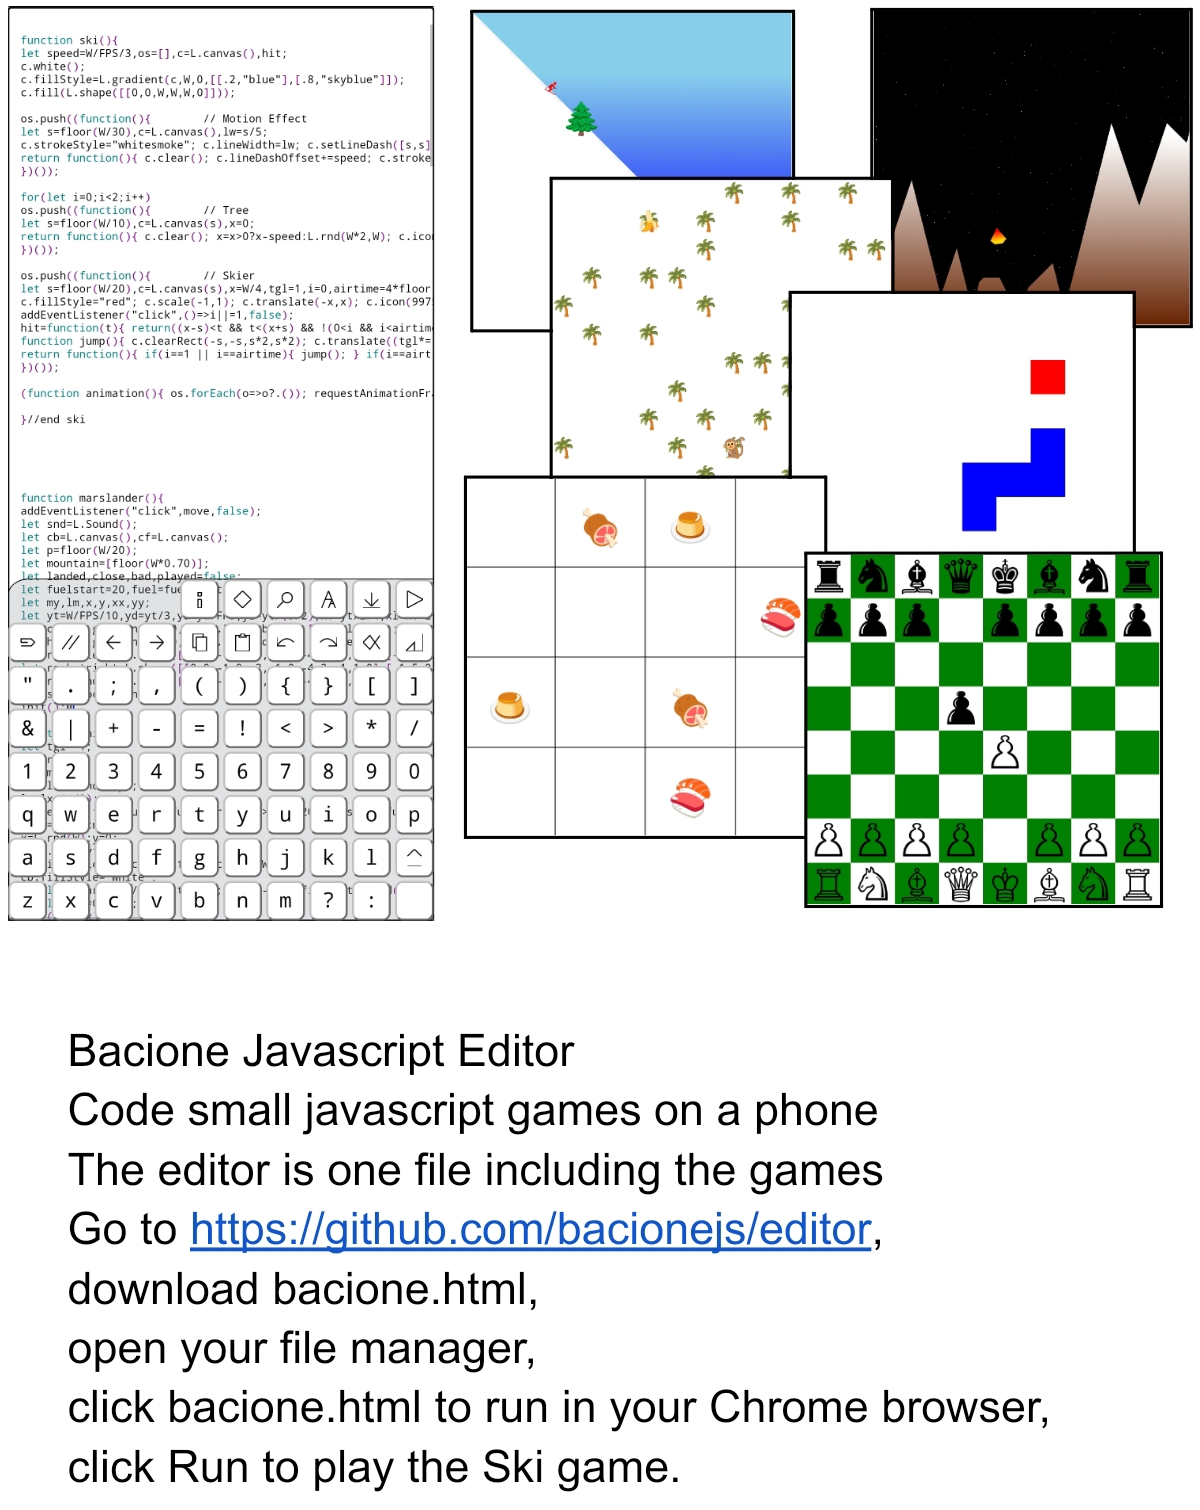 function ski(){
let speed=W/FPS/3,os=[],c=L.canvas(),hit;
c.white();
c.fillStyle=L.gradient(c,W,0,[[.2,"blue"],[.8,"skyblue"]]);
c.fill(L.shape([[0,0,W,W,W,0]]));
os.push((function(){ // Motion Effect
let s=floor(W/30),c=L.canvas(),lw=s/5;
c.strokeStyle="whitesmoke"; c.lineWidth=lw; c.setLineDash([s,s]
return function(){ c.clear(); c.lineDashOffset+=speed; c.stroke
})());
for(let i=0;i<2;i++)
os.push((function(){ // Tree
let s=floor(W/10),c=L.canvas(s),x=0;
return function(){ c.clear(); x=x>0?x-speed:L.rnd(W*2,W); c.ico
})());
os.push((function(){ // Skier
let s=floor(W/20),c=L.canvas(s),x=W/4,tgl=1,i=0,airtime=4*floor
c.fillStyle="red"; c.scale(-1,1); c.translate(-x,x); c.icon(997
addEventListener("click",()=>i||=1,false);
hit=function(t){ return((x-s)<t && t<(x+s) && !(0<i && i<airtim
function jump(){ c.clearRect(-s,-s,s*2,s*2); c.translate((tgl*=
return function(){ if(i==1 || i==airtime){ jump(); } if(i==airt
})());
(function animation(){ os.forEach(o=>o?.()); requestAnimationFr
}//end ski
function marslander(){
addEventListener("click",move,false);
let snd=L.Sound();
let cb=L.canvas(),cf=L.canvas();
let p=floor(W/20);
let mountain=[floor(W*0.70)];
let landed,close,bad,played=false;
let fuelstart=20,fuel=fue
let my,lm,x,y,xx,yy;
" . ; , ( ) { } [ ]
& | + - = ! < > * /
1 2 3 4 5 6 7 8 9 0
q w e r t y u i o p
a s d f g h j k l ^
z x c v b n m ? :
Bacione Javascript Editor
Code small javascript games on a phone
The editor is one file including the games
Go to https://github.com/bacionejs/editor,
download bacione.html,
open your file manager,
click bacione.html to run in your Chrome browser,
click Run to play the Ski game.